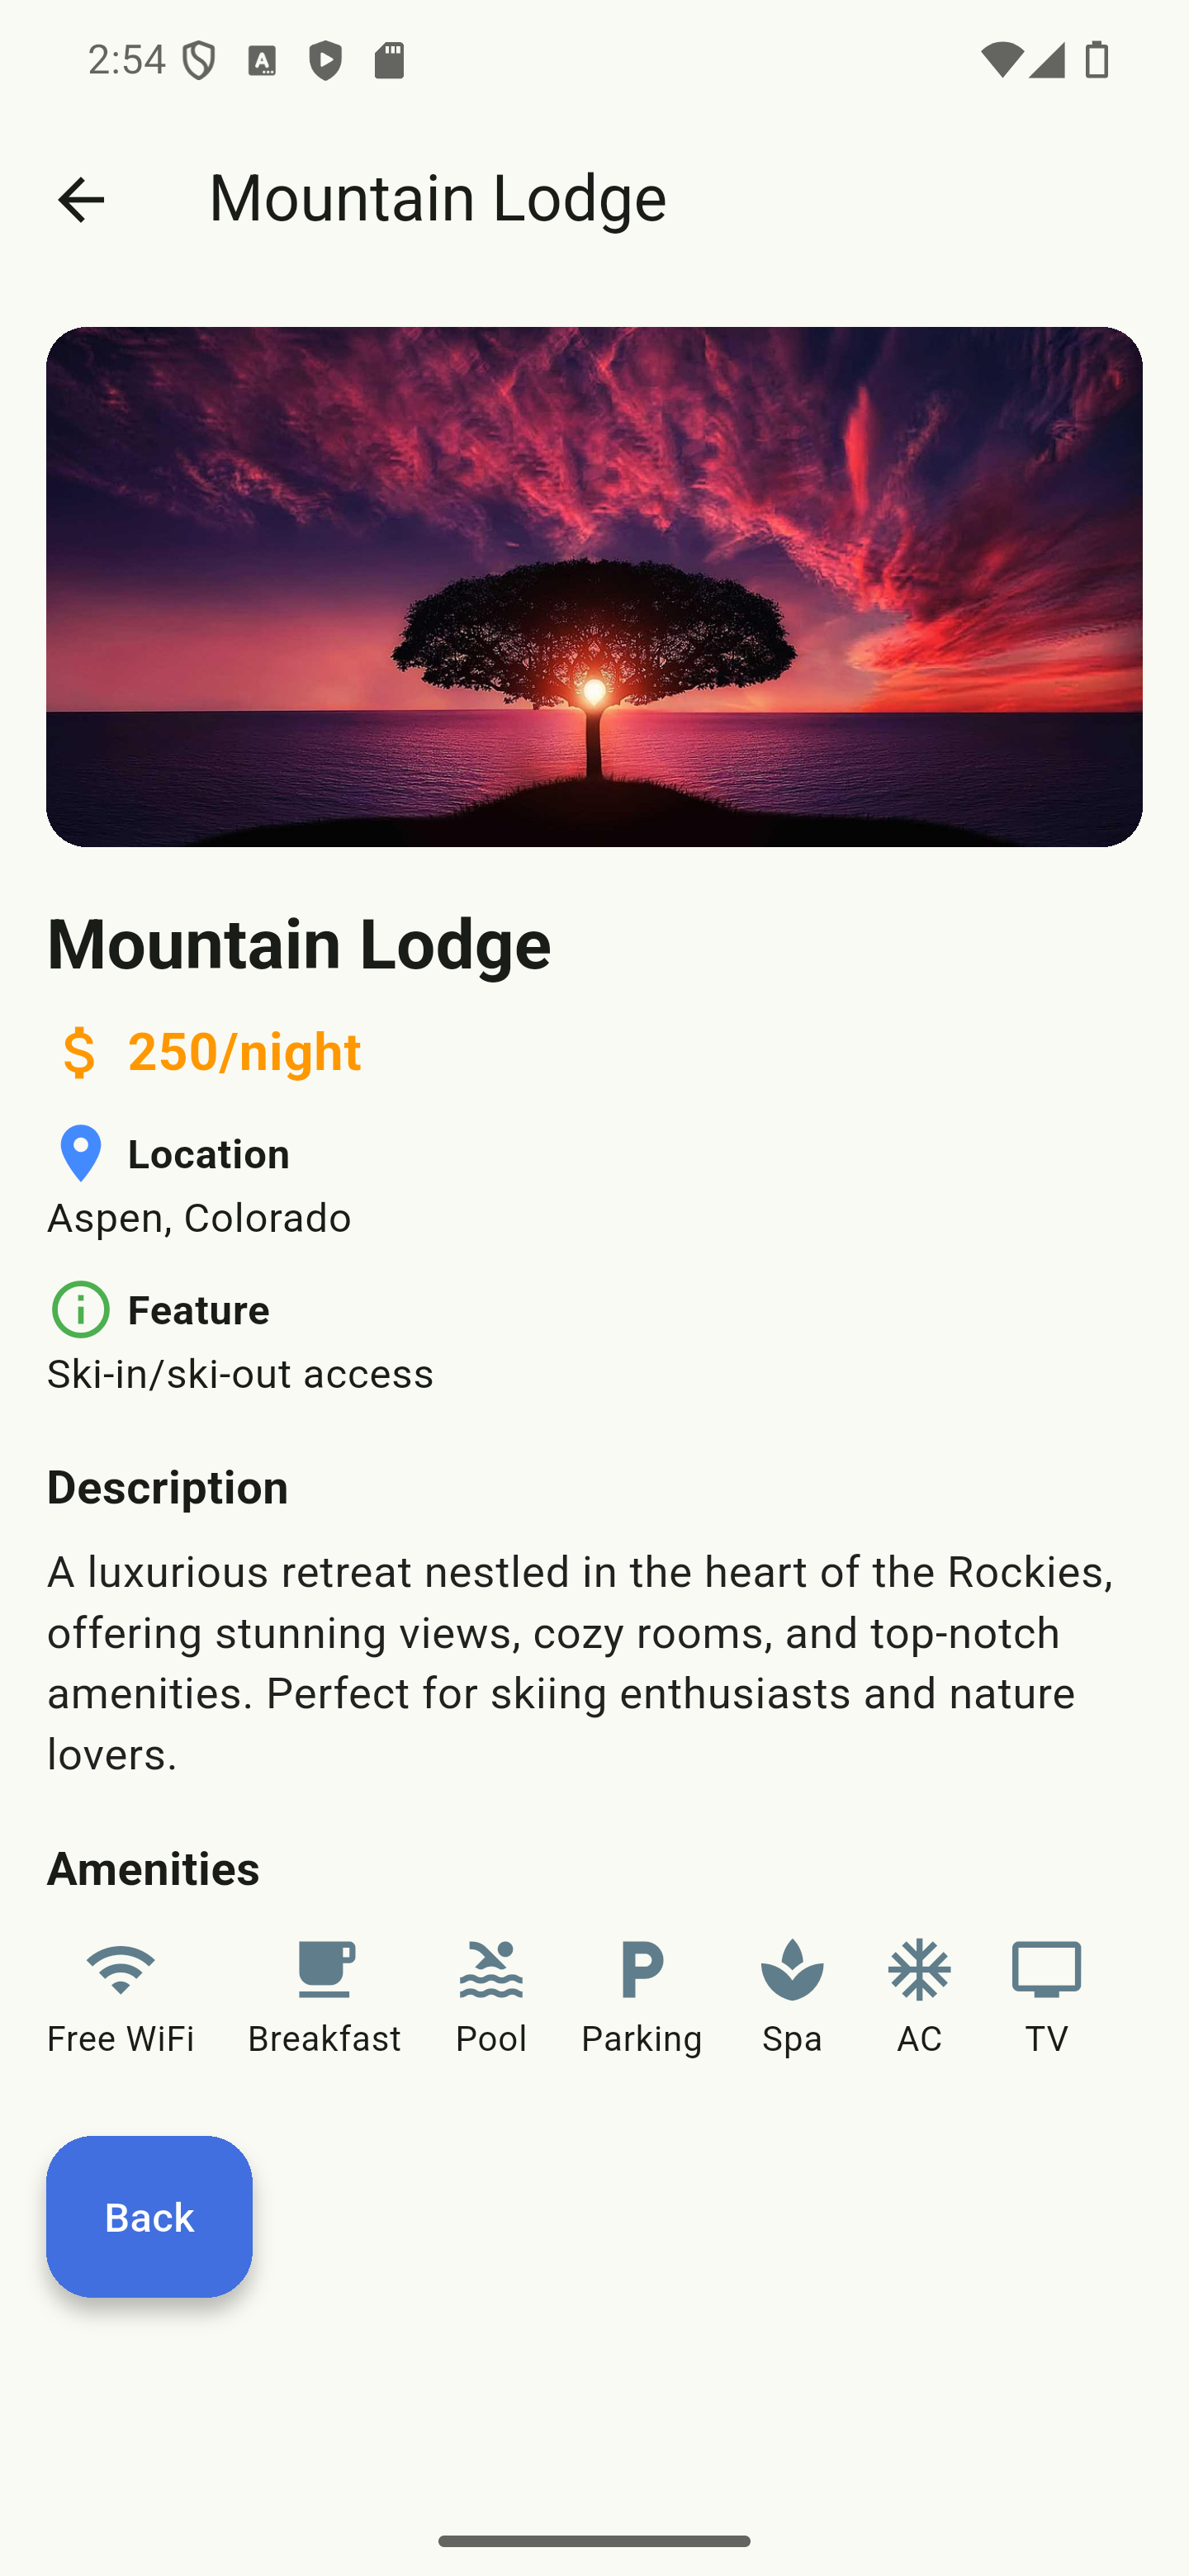 2:54
Mountain Lodge
Mountain Lodge
$ 250/night
Location
Aspen, Colorado
Feature
Ski-in/ski-out access
Description
A luxurious retreat nestled in the heart of the Rockies,
offering stunning views, cozy rooms, and top-notch
amenities. Perfect for skiing enthusiasts and nature
lovers.
Amenities
Free WiFi Breakfast Pool Parking Spa AC TV
Back